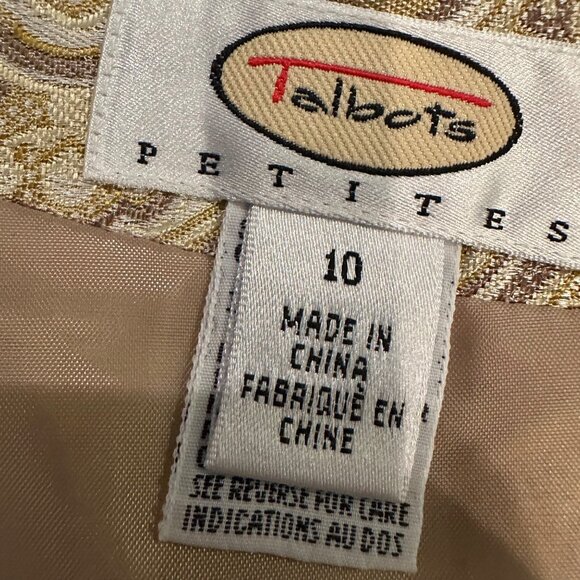 Talbots
PETITES
10
MADE IN
CHINA
FABRIQUÉ EN
CHINE
SEE REVERSE FOR CARE
INDICATIONS AU DOS